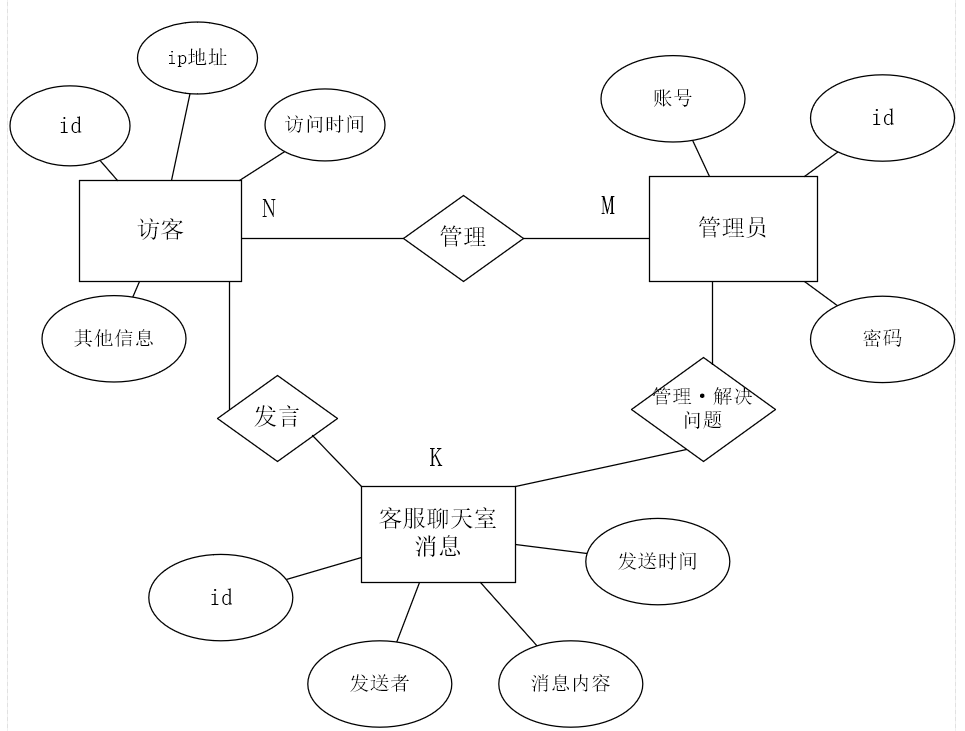 ip地址
账号
id
访问时间
id
N
M
访客
管理
管理员
其他信息
密码
发言
管理·解决
问题
K
客服聊天室
消息
发送时间
id
发送者
消息内容